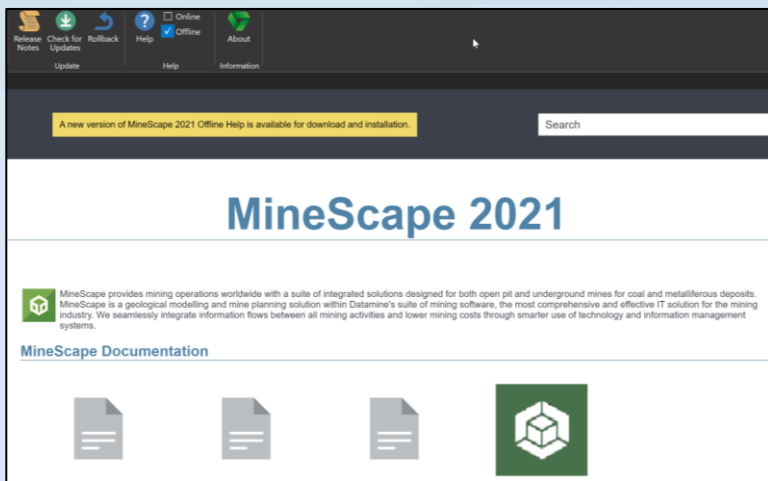 Online
Offline
Release Notes
Check for Updates
Rollback
Help
About
Update
Help
Information
A new version of MineScape 2021 Offline Help is available for download and installation.
Search
MineScape 2021
MineScape provides mining operations worldwide with a suite of integrated solutions designed for both open pit and underground mines for coal and metalliferous deposits.
MineScape is a geological modelling and mine planning solution within Datamine's suite of mining software, the most comprehensive and effective IT solution for the mining
industry. We seamlessly integrate information flows between all mining activities and lower mining costs through smarter use of technology and information management
systems.
MineScape Documentation